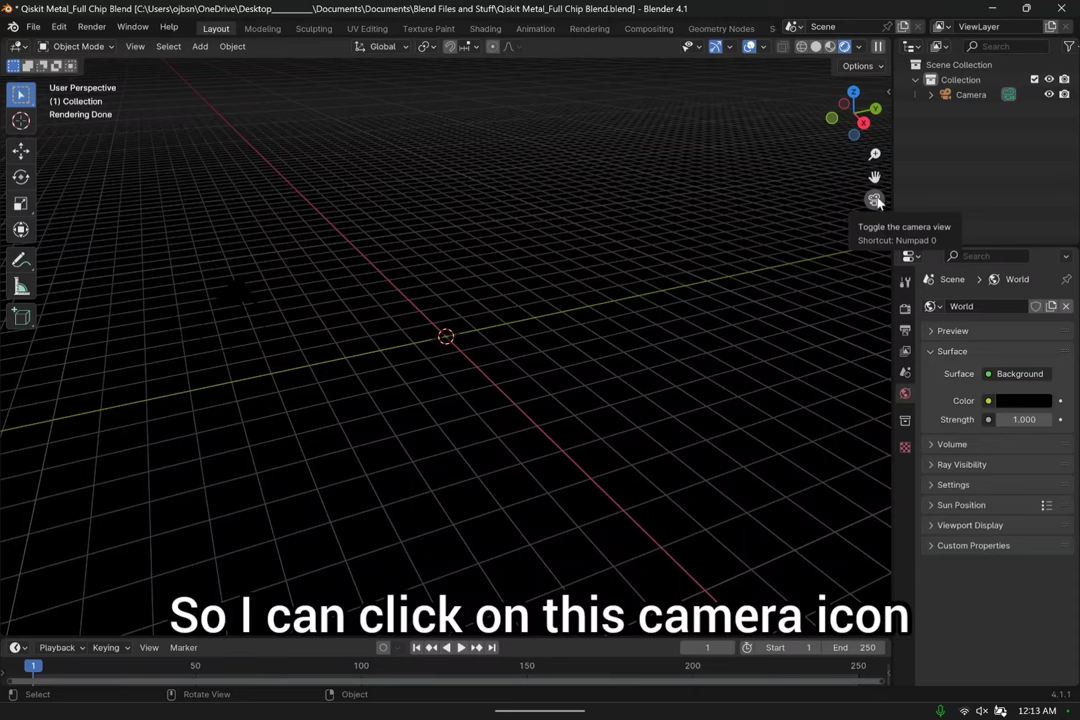 * Qiskit Metal_Full Chip Blend [C:\Users\ojbsn\OneDrive\Desktop_________\Documents\Documents\Blend Files and Stuff\Qiskit Metal_Full Chip Blend.blend] - Blender 4.1
File Edit Render Window Help Layout Modeling Sculpting UV Editing Texture Paint Shading Animation Rendering Compositing Geometry Nodes S Scene ViewLayer
Object Mode View Select Add Object Global Search
Options
User Perspective
(1) Collection
Rendering Done
Z
Y
X
Scene Collection
Collection
Camera
Toggle the camera view
Shortcut: Numpad 0
Search
Scene World
World
Preview
Surface
Surface Background
Color
Strength 1.000
Volume
Ray Visibility
Settings
Sun Position
Viewport Display
Custom Properties
So I can click on this camera icon
Playback Keying View Marker 1 Start 1 End 250
1 50 100 150 200 250
Select Rotate View Object 4.1.1
12:13 AM